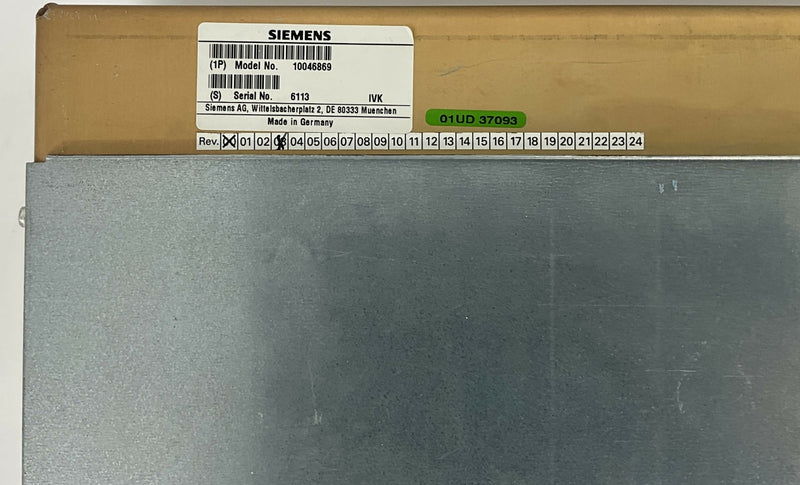 SIEMENS
(1P) Model No. 10046869
(S) Serial No. 6113 IVK
Siemens AG, Wittelsbacherplatz 2, DE 80333 Muenchen
Made in Germany
01UD 37093
Rev. 01 02 03 04 05 06 07 08 09 10 11 12 13 14 15 16 17 18 19 20 21 22 23 24